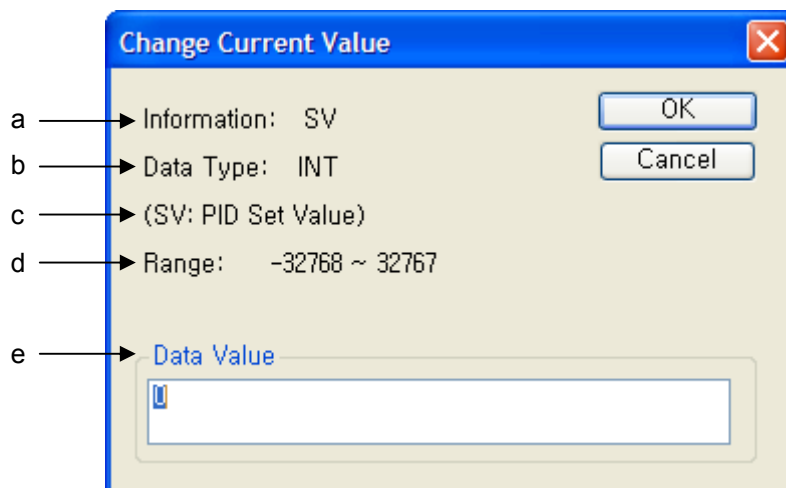 Change Current Value
a Information: SV OK
b Data Type: INT Cancel
c (SV: PID Set Value)
d Range: -32768 ~ 32767
e Data Value
0